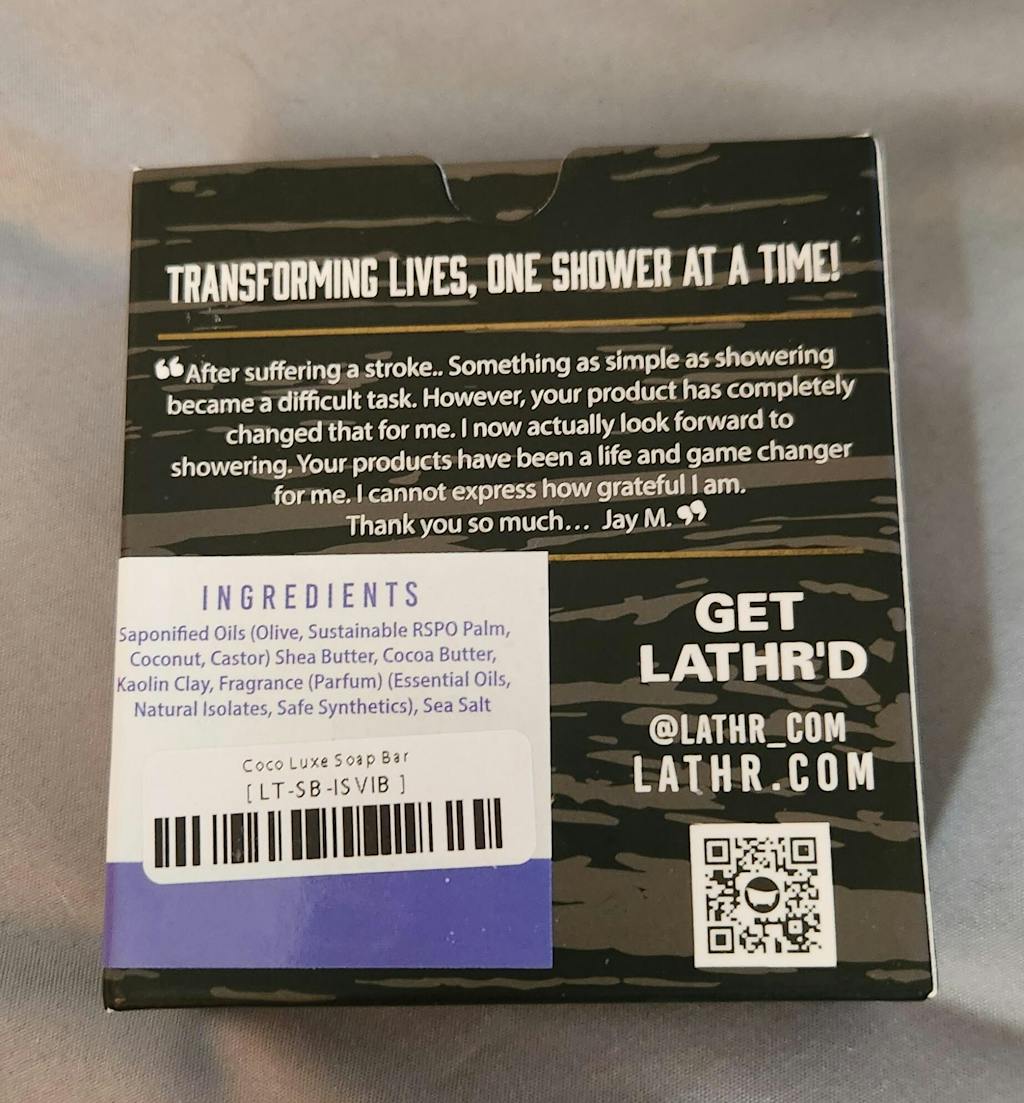 TRANSFORMING LIVES, ONE SHOWER AT A TIME!
“After suffering a stroke.. Something as simple as showering
became a difficult task. However, your product has completely
changed that for me. I now actually look forward to
showering. Your products have been a life and game changer
for me. I cannot express how grateful I am.
Thank you so much... Jay M.”
INGREDIENTS
Saponified Oils (Olive, Sustainable RSPO Palm,
Coconut, Castor) Shea Butter, Cocoa Butter,
Kaolin Clay, Fragrance (Parfum) (Essential Oils,
Natural Isolates, Safe Synthetics), Sea Salt
Coco Luxe Soap Bar
[ LT-SB-ISVIB ]
GET
LATHR'D
@LATHR_COM
LATHR.COM